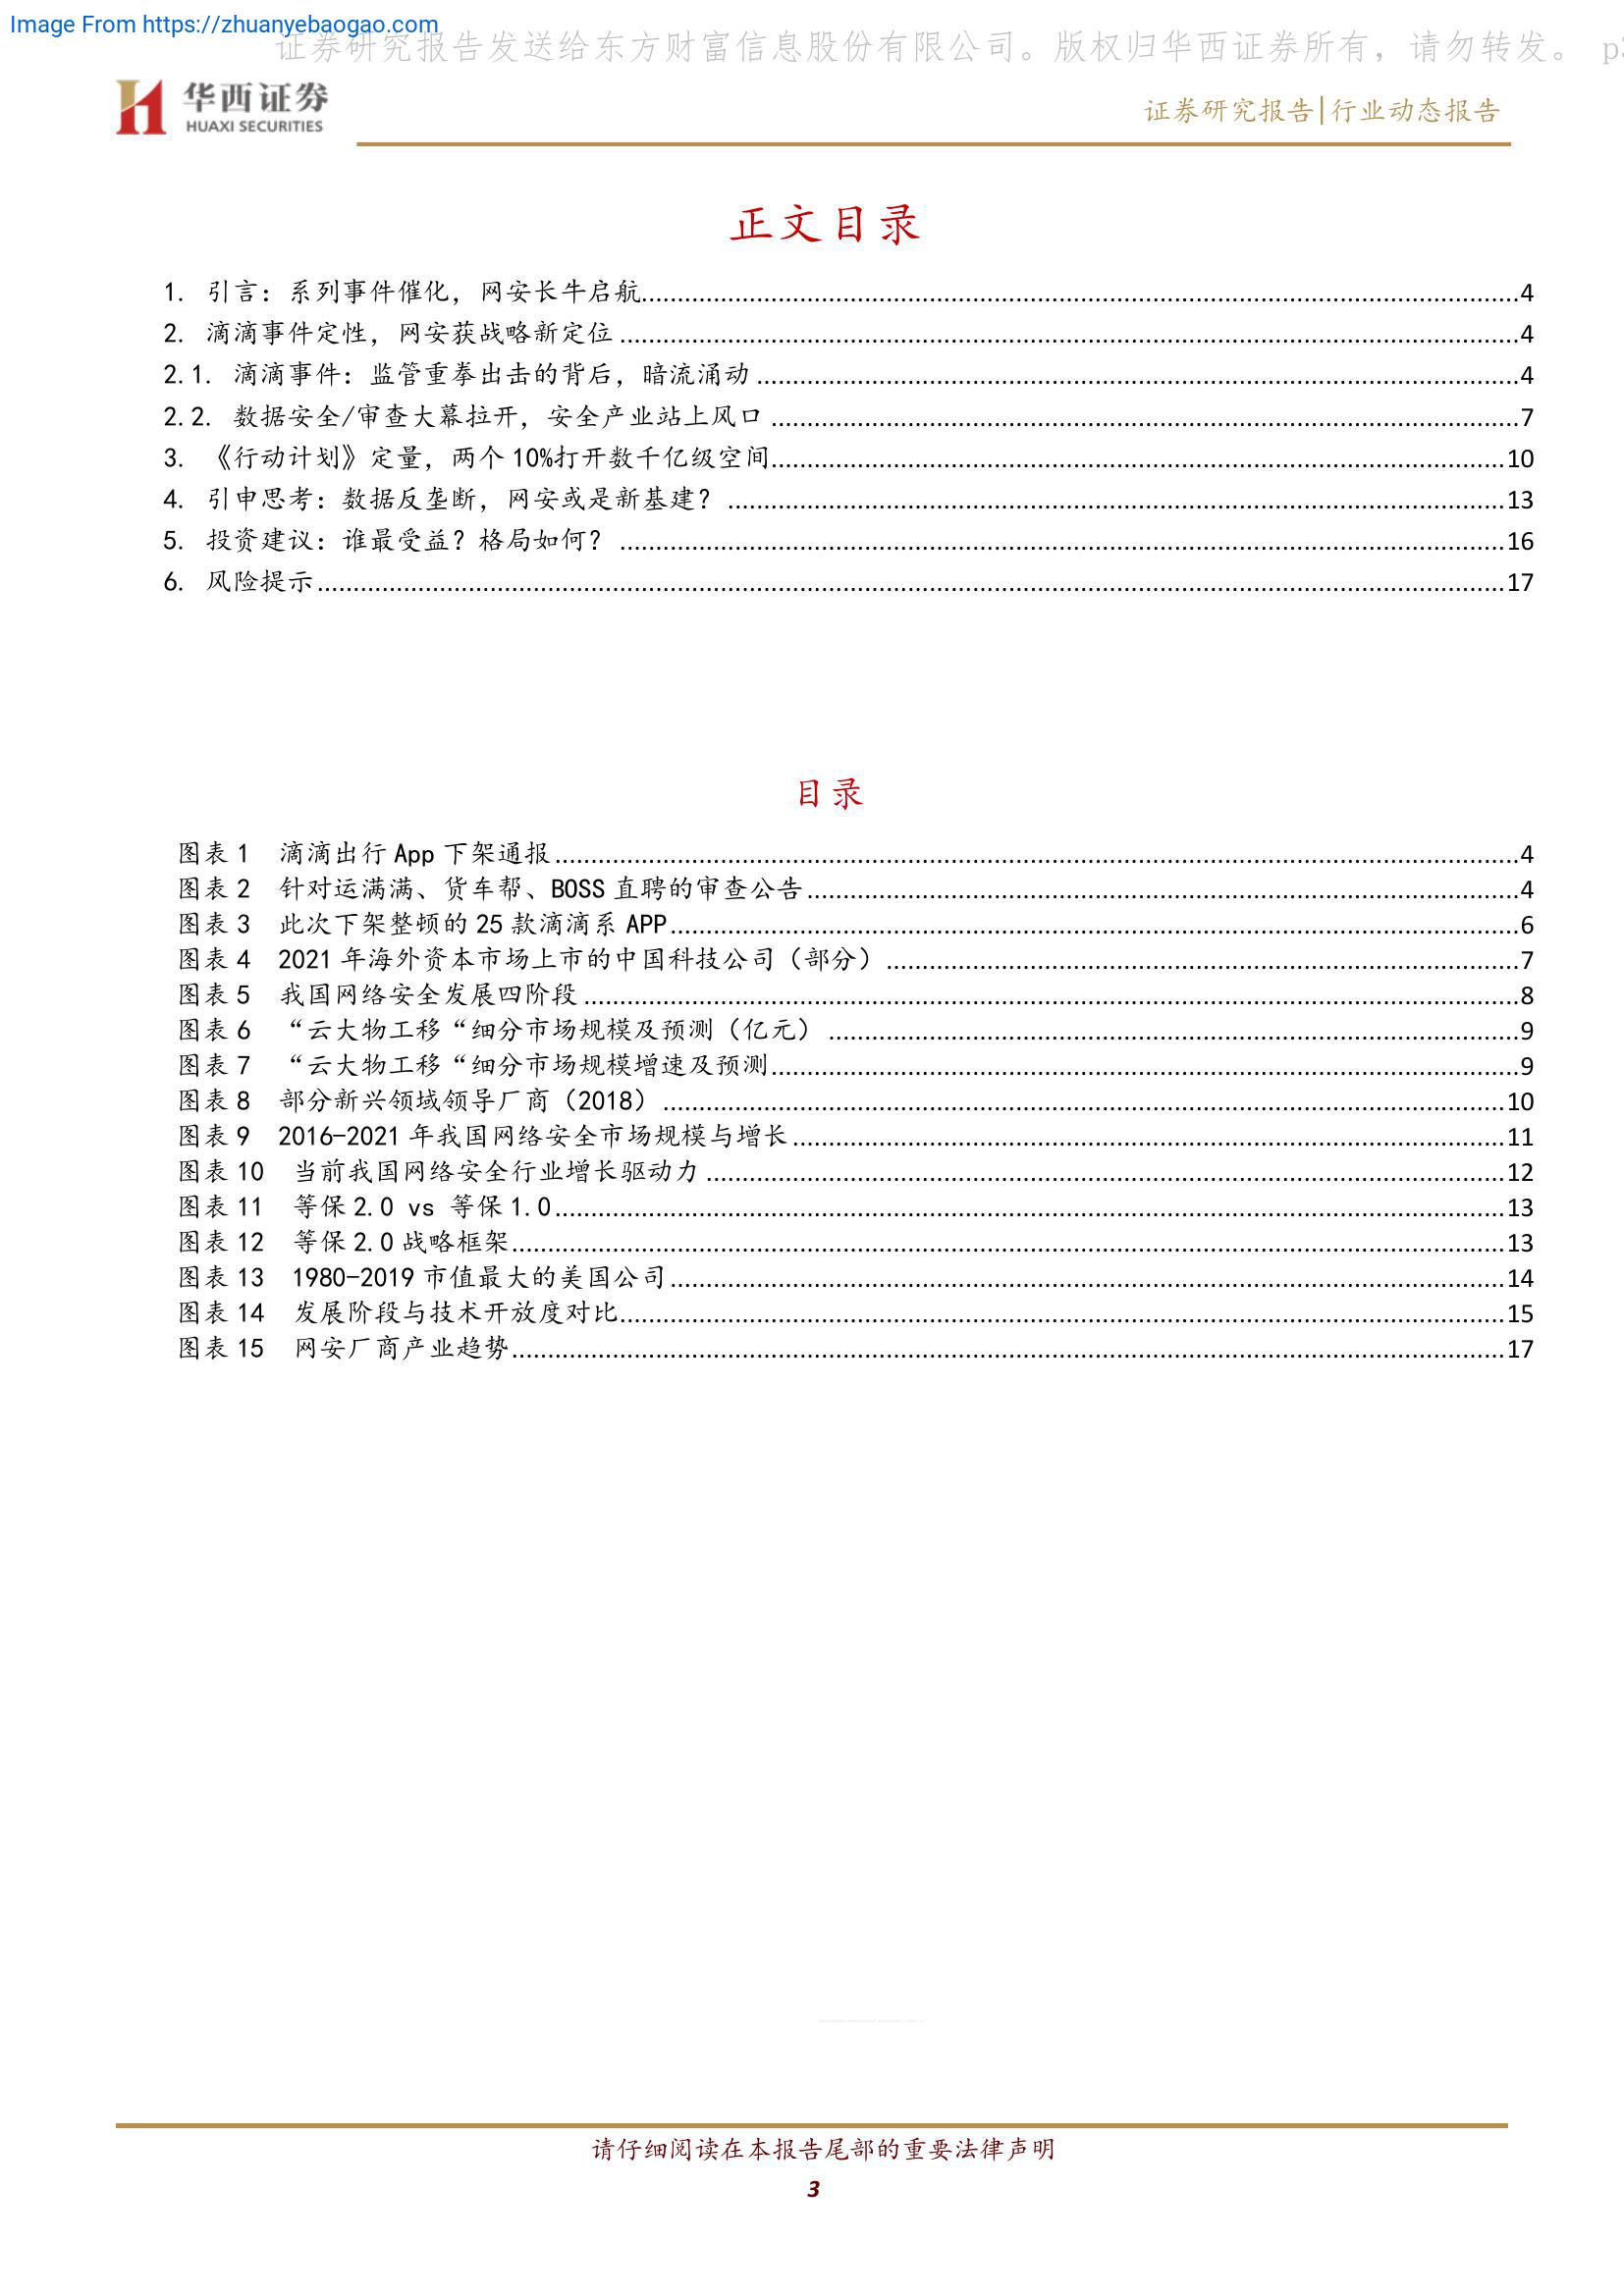 Image From https://zhuanyebaogao.com
证券研究报告发送给东方财富信息股份有限公司。版权归华西证券所有，请勿转发。 p
华西证券
HUAXI SECURITIES
证券研究报告|行业动态报告
正文目录
1. 引言：系列事件催化，网安长牛启航 4
2. 滴滴事件定性，网安获战略新定位 4
2.1. 滴滴事件：监管重拳出击的背后，暗流涌动 4
2.2. 数据安全/审查大幕拉开，安全产业站上风口 7
3. 《行动计划》定量，两个10%打开数千亿级空间 10
4. 引申思考：数据反垄断，网安或是新基建？ 13
5. 投资建议：谁最受益？格局如何？ 16
6. 风险提示 17
目录
图表 1 滴滴出行 App 下架通报 4
图表 2 针对运满满、货车帮、BOSS 直聘的审查公告 4
图表 3 此次下架整顿的 25 款滴滴系 APP 6
图表 4 2021 年海外资本市场上市的中国科技公司（部分） 7
图表 5 我国网络安全发展四阶段 8
图表 6 “云大物工移“细分市场规模及预测（亿元） 9
图表 7 “云大物工移“细分市场规模增速及预测 9
图表 8 部分新兴领域领导厂商（2018） 10
图表 9 2016-2021 年我国网络安全市场规模与增长 11
图表 10 当前我国网络安全行业增长驱动力 12
图表 11 等保 2.0 vs 等保 1.0 13
图表 12 等保 2.0 战略框架 13
图表 13 1980-2019 市值最大的美国公司 14
图表 14 发展阶段与技术开放度对比 15
图表 15 网安厂商产业趋势 17
请仔细阅读在本报告尾部的重要法律声明
3